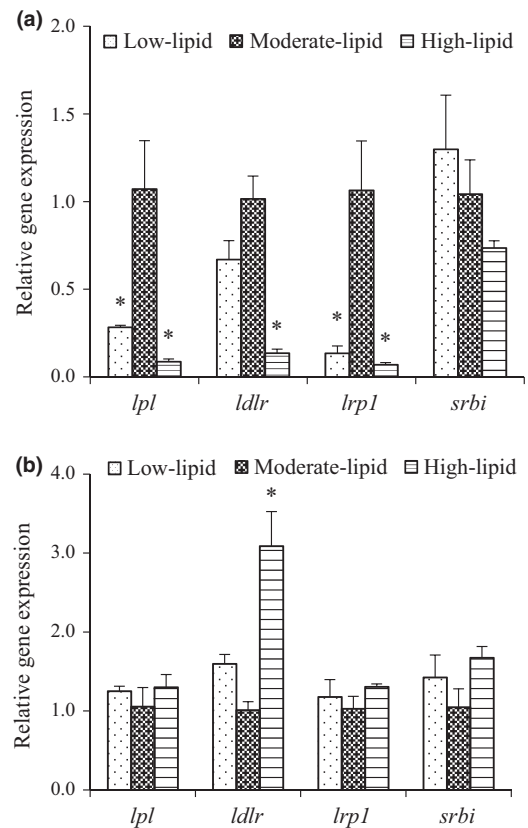 (a)
2.0
Low-lipid Moderate-lipid High-lipid
1.5
1.0
0.5
0.0
Relative gene expression
* * * * *
lpl ldlr lrp1 srbi
(b)
4.0
Low-lipid Moderate-lipid High-lipid
*
3.0
2.0
1.0
0.0
Relative gene expression
lpl ldlr lrp1 srbi